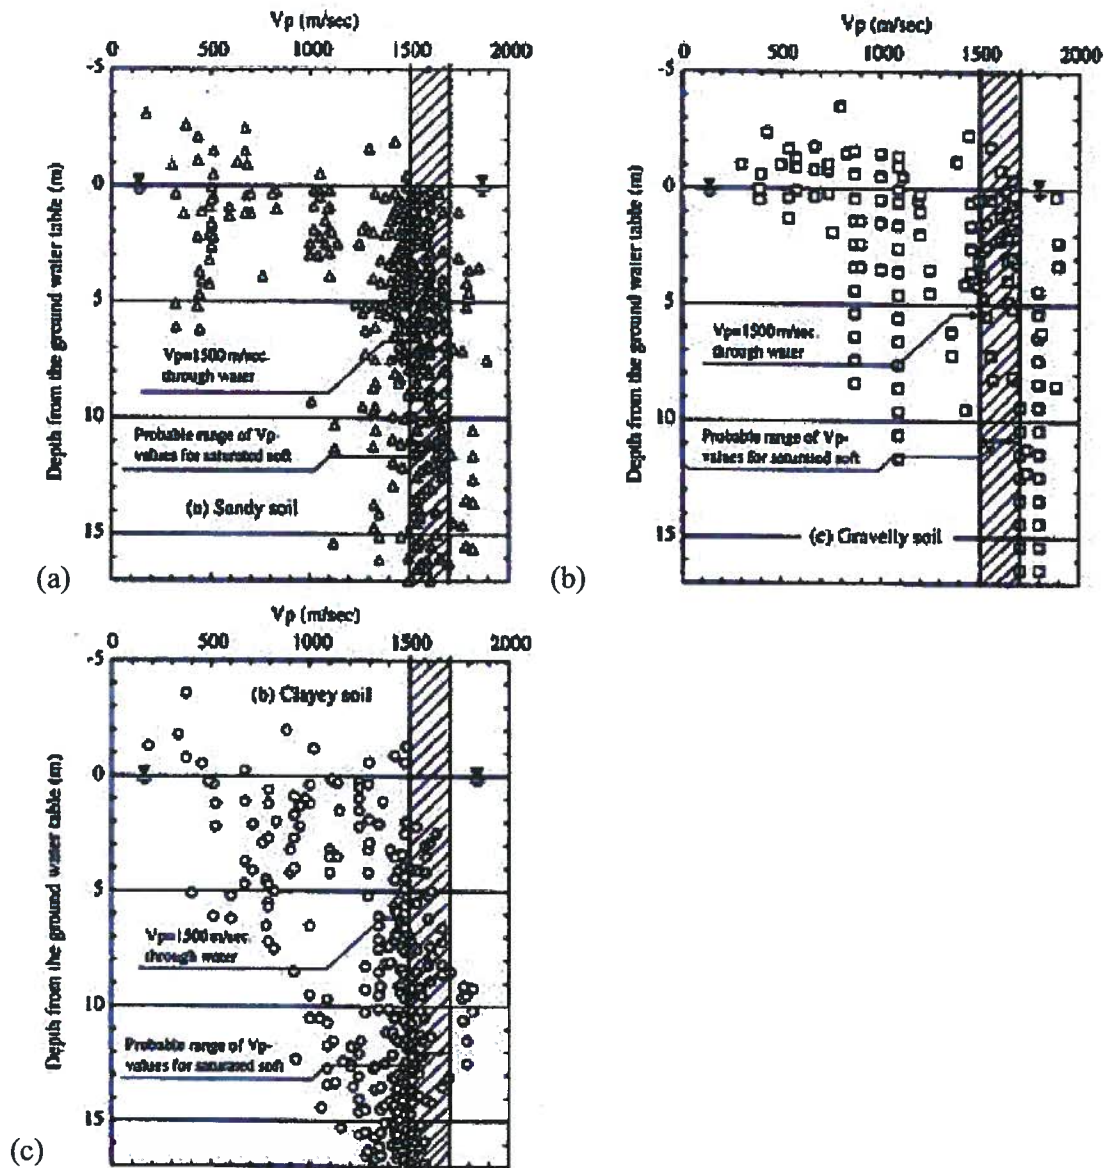 Vp (m/sec)
0 500 1000 1500 2000
-5
0
5
10
15
Depth from the ground water table (m)
Vp=1500 m/sec.
through water
Probable range of Vp-
values for saturated soft
(a) Sandy soil
(a)
Vp (m/sec)
0 500 1000 1500 2000
-5
0
5
10
15
Depth from the ground water table (m)
Vp=1500 m/sec.
through water
Probable range of Vp-
values for saturated soft
(c) Gravelly soil
(b)
Vp (m/sec)
0 500 1000 1500 2000
-5
0
5
10
15
Depth from the ground water table (m)
(b) Clayey soil
Vp=1500 m/sec.
through water
Probable range of Vp-
values for saturated soft
(c)